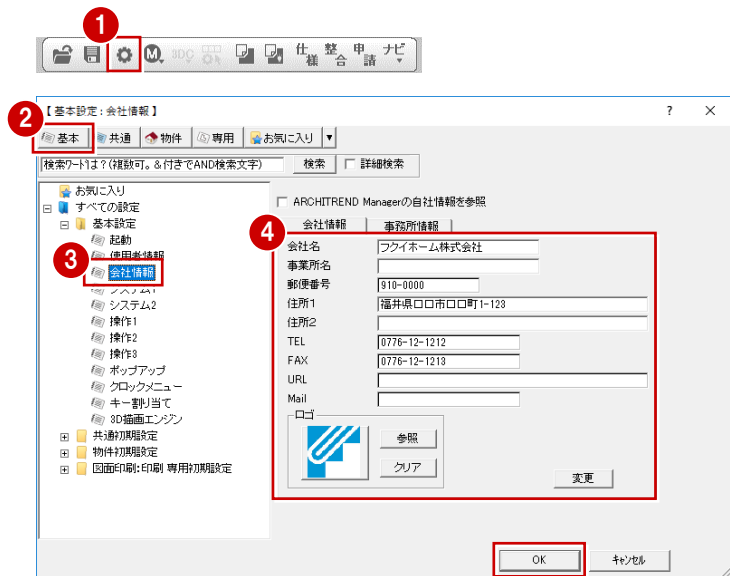 1
3DC 仕様 整合 申請 ナビ
【 基本設定 : 会社情報 】 ? ×
2
基本 共通 物件 専用 お気に入り ▼
検索ワードは？(複数可。＆付きでAND検索文字) 検索 詳細検索
お気に入り
すべての設定
基本設定
起動
使用者情報
3
会社情報
システム1
システム2
操作1
操作2
操作3
ポップアップ
クロックメニュー
キー割り当て
3D描画エンジン
共通初期設定
物件初期設定
図面印刷:印刷 専用初期設定
ARCHITREND Managerの自社情報を参照
4
会社情報 事務所情報
会社名 フクイホーム株式会社
事業所名
郵便番号 910-0000
住所1 福井県口口市口口町1-123
住所2
TEL 0776-12-1212
FAX 0776-12-1213
URL
Mail
ロゴ
参照
クリア
変更
OK キャンセル